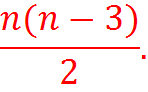 n(n − 3)
2.